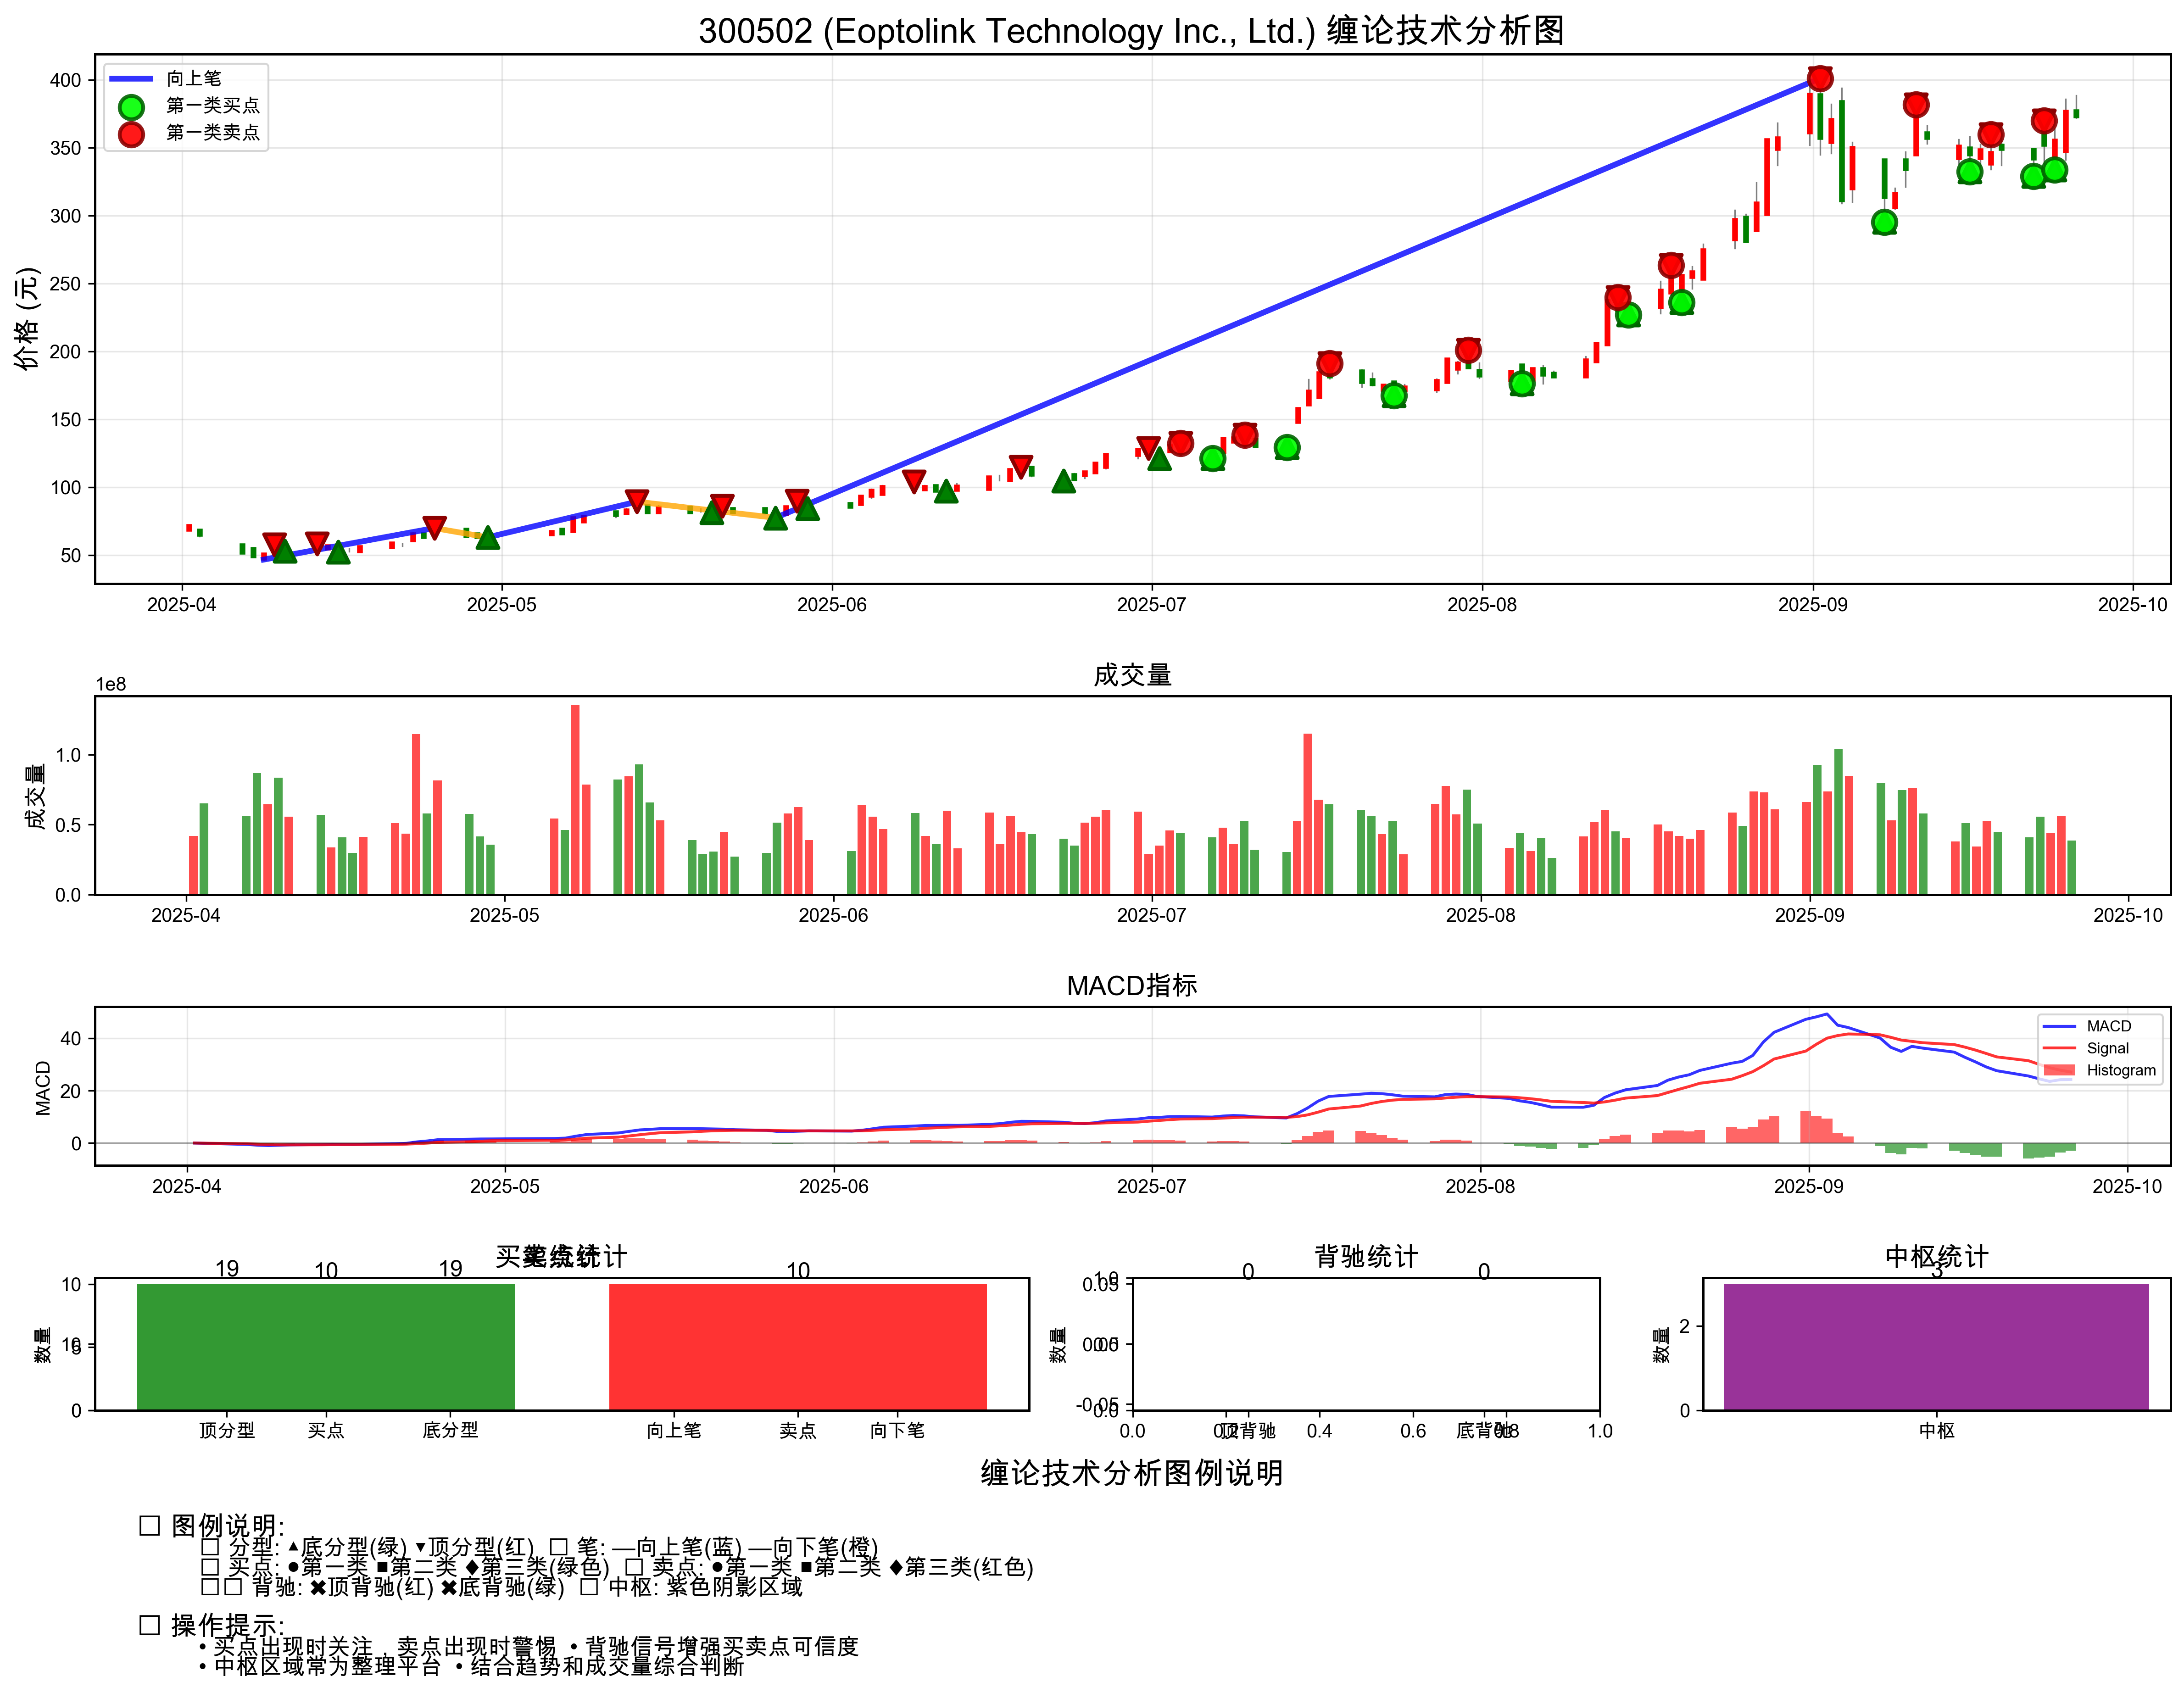 300502 (Eoptolink Technology Inc., Ltd.) 缠论技术分析图
向上笔
第一类买点
第一类卖点
价格 (元)
400
350
300
250
200
150
100
50
2025-04 2025-05 2025-06 2025-07 2025-08 2025-09 2025-10
成交量
1e8
成交量
1.0
0.5
0.0
2025-04 2025-05 2025-06 2025-07 2025-08 2025-09 2025-10
MACD指标
MACD
40
20
0
MACD
Signal
Histogram
2025-04 2025-05 2025-06 2025-07 2025-08 2025-09 2025-10
统计
背驰统计
中枢统计
19 10 19 10
0 0
3
数量
10
0
顶分型 买点 底分型 向上笔 卖点 向下笔
数量
0.05
-0.05
0.0 0.4 0.6 1.0
顶背驰 底背驰
数量
2
0
中枢
缠论技术分析图例说明
□ 图例说明:
□ 分型: ▲底分型(绿) ▼顶分型(红) □ 笔: —向上笔(蓝) —向下笔(橙)
□ 买点: ●第一类 ■第二类 ◆第三类(绿色) □ 卖点: ●第一类 ■第二类 ◆第三类(红色)
□□ 背驰: ✖顶背驰(红) ✖底背驰(绿) □ 中枢: 紫色阴影区域
□ 操作提示:
• 买点出现时关注，卖点出现时警惕 • 背驰信号增强买卖点可信度
• 中枢区域常为整理平台 • 结合趋势和成交量综合判断